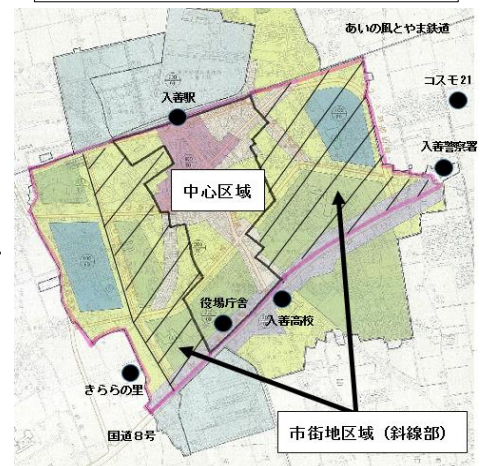 あいの風とやま鉄道
コスモ21
入善駅
入善警察署
中心区域
役場庁舎
入善高校
きららの里
国道8号
市街地区域（斜線部）